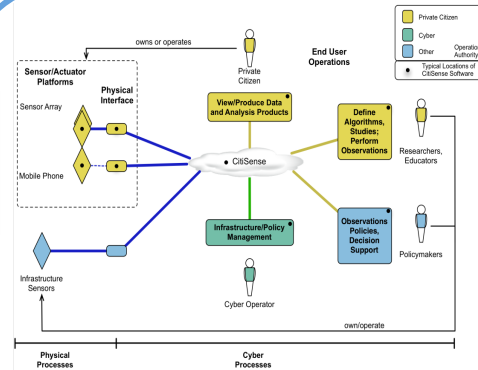 Private Citizen
Cyber
Other
Operation
Authority
Typical Locations of
CitiSense Software
owns or operates
Private
Citizen
End User
Operations
Sensor/Actuator
Platforms
Physical
Interface
Sensor Array
Mobile Phone
View/Produce Data
and Analysis Products
Define
Algorithms,
Studies;
Perform
Observations
Researchers,
Educators
CitiSense
Infrastructure/Policy
Management
Observations
Policies,
Decision
Support
Policymakers
Cyber Operator
Infrastructure
Sensors
own/operate
Physical
Processes
Cyber
Processes